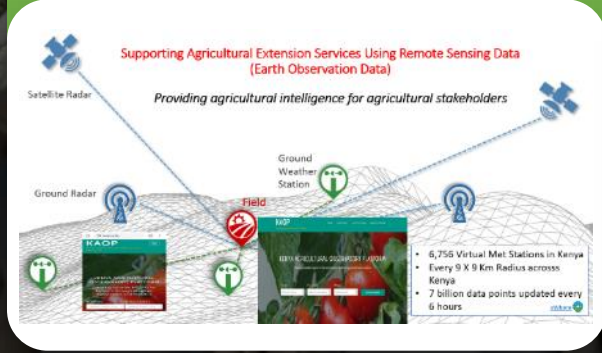 Supporting Agricultural Extension Services Using Remote Sensing Data
(Earth Observation Data)
Providing agricultural intelligence for agricultural stakeholders
Satellite Radar
Ground
Weather
Station
Ground Radar
Field
KAOP
KAOP
KENYA AGRICULTURAL OBSERVATORY PLATFORM
• 6,756 Virtual Met Stations in Kenya
• Every 9 X 9 Km Radius acrosss
Kenya
• 7 billion data points updated every
6 hours